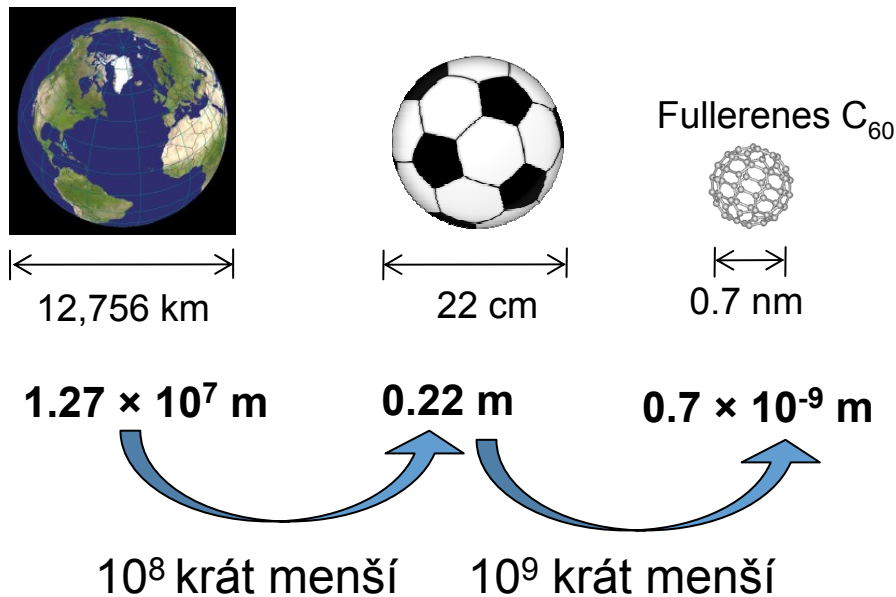 Fullerenes C₆₀
12,756 km 22 cm 0.7 nm
1.27 × 10⁷ m 0.22 m 0.7 × 10⁻⁹ m
10⁸ krát menší 10⁹ krát menší